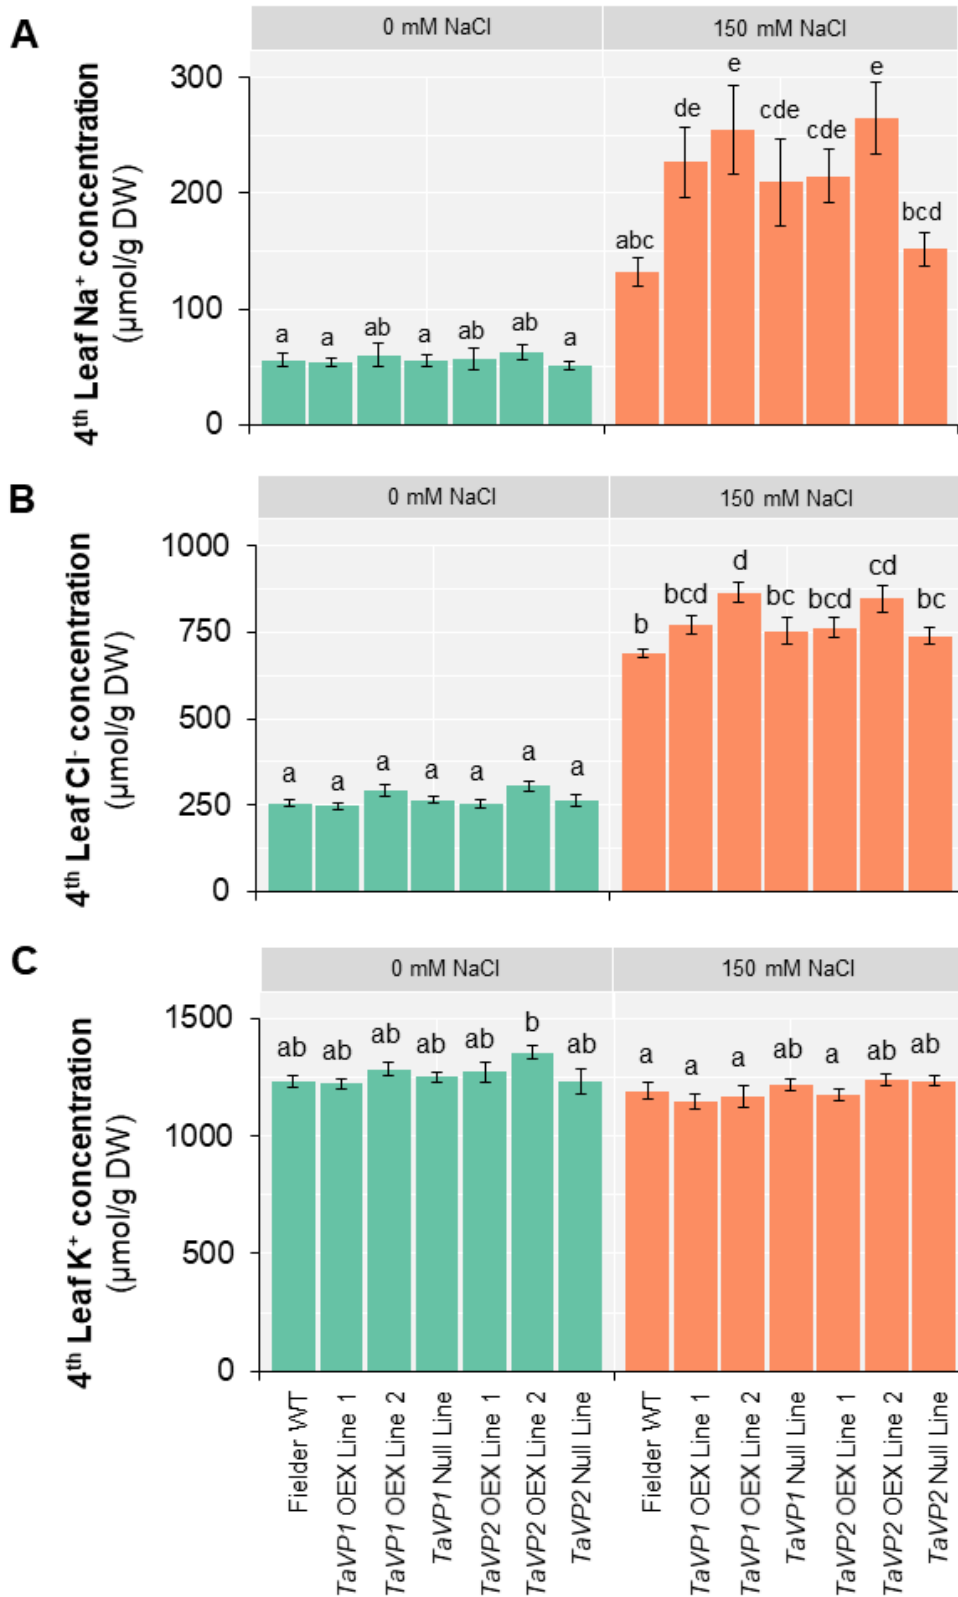 A
0 mM NaCl 150 mM NaCl
4th Leaf Na+ concentration
(µmol/g DW)
300
200
100
0
a a ab a ab ab a
abc de e cde cde e bcd
B
0 mM NaCl 150 mM NaCl
4th Leaf Cl- concentration
(µmol/g DW)
1000
750
500
250
0
a a a a a a a
b bcd d bc bcd cd bc
C
0 mM NaCl 150 mM NaCl
4th Leaf K+ concentration
(µmol/g DW)
1500
1000
500
0
ab ab ab ab ab b ab
a a a ab a ab ab
Fielder WT
TaVP1 OEX Line 1
TaVP1 OEX Line 2
TaVP1 Null Line
TaVP2 OEX Line 1
TaVP2 OEX Line 2
TaVP2 Null Line
Fielder WT
TaVP1 OEX Line 1
TaVP1 OEX Line 2
TaVP1 Null Line
TaVP2 OEX Line 1
TaVP2 OEX Line 2
TaVP2 Null Line